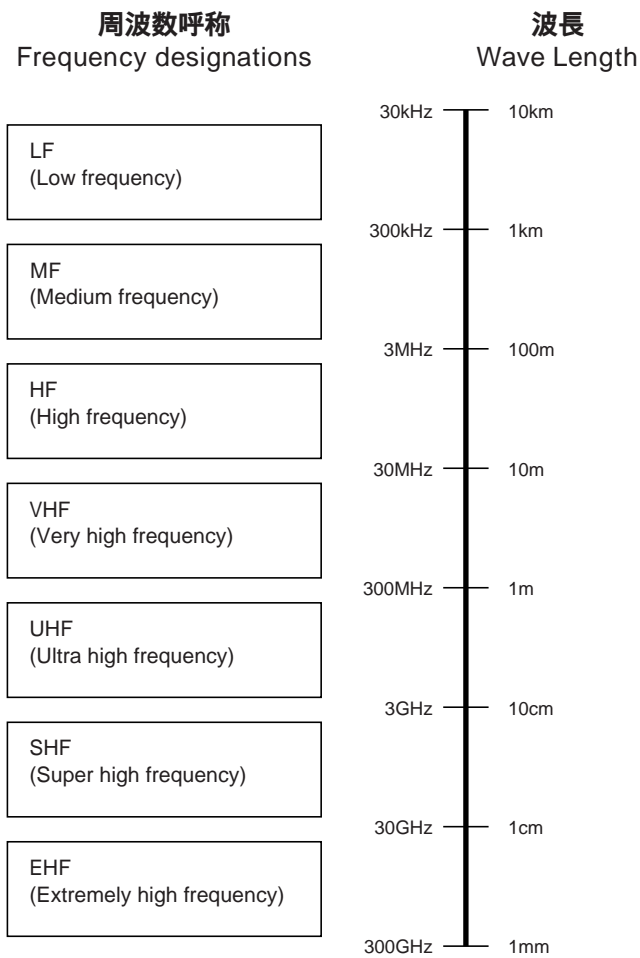 周波数呼称
Frequency designations
波長
Wave Length
30kHz
10km
LF
(Low frequency)
300kHz
1km
MF
(Medium frequency)
3MHz
100m
HF
(High frequency)
30MHz
10m
VHF
(Very high frequency)
300MHz
1m
UHF
(Ultra high frequency)
3GHz
10cm
SHF
(Super high frequency)
30GHz
1cm
EHF
(Extremely high frequency)
300GHz
1mm